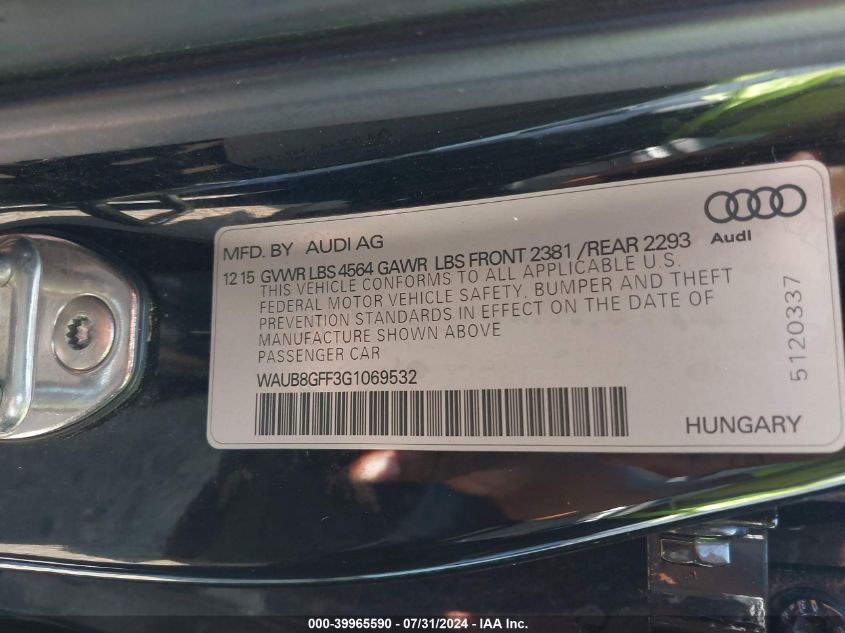 MFD. BY AUDI AG
Audi
12 15 GVWR LBS 4564 GAWR LBS FRONT 2381 /REAR 2293
THIS VEHICLE CONFORMS TO ALL APPLICABLE U.S.
FEDERAL MOTOR VEHICLE SAFETY, BUMPER AND THEFT
PREVENTION STANDARDS IN EFFECT ON THE DATE OF
MANUFACTURE SHOWN ABOVE
PASSENGER CAR
WAUB8GFF3G1069532
5120337
HUNGARY
000-39965590 - 07/31/2024 - IAA Inc.